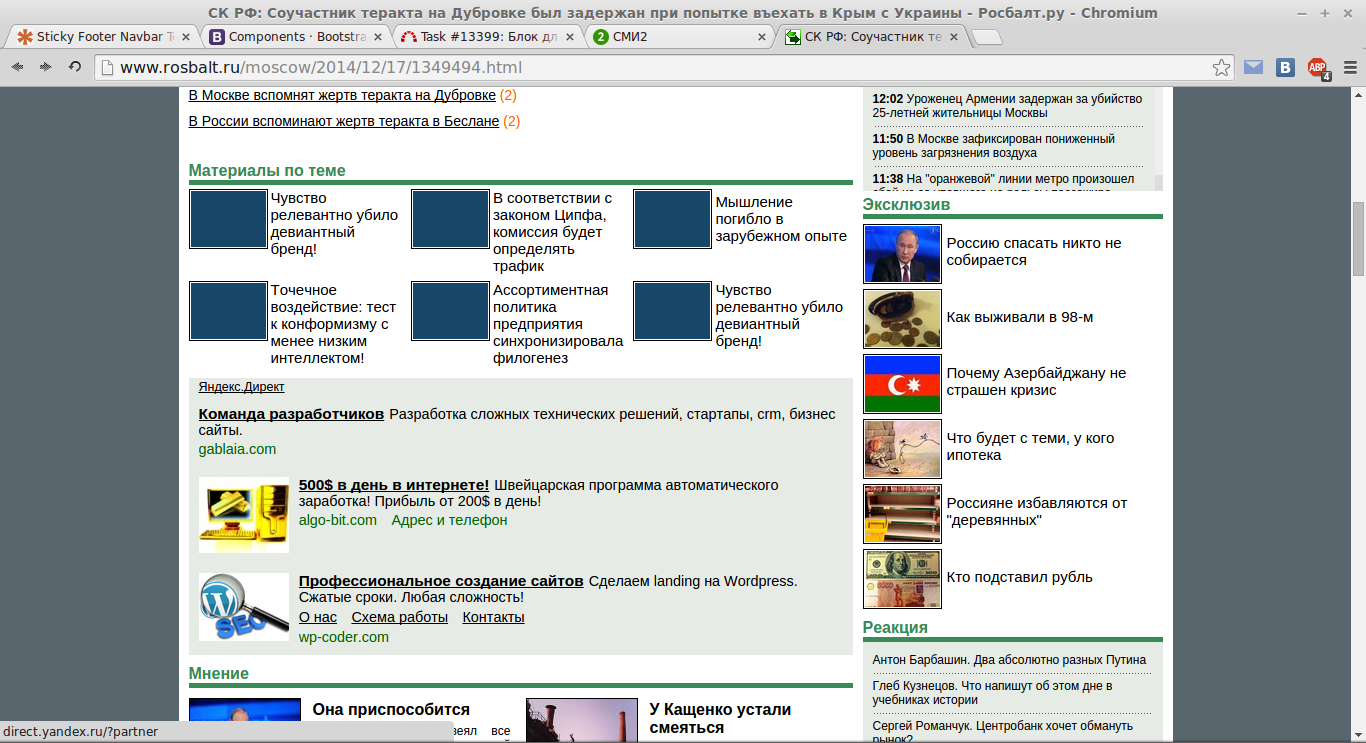 СК РФ: Соучастник теракта на Дубровке был задержан при попытке въехать в Крым с Украины - Росбалт.ру - Chromium
Sticky Footer Navbar T
Components · Bootstra
Task #13399: Блок дл
СМИ2
СК РФ: Соучастник те
www.rosbalt.ru/moscow/2014/12/17/1349494.html
B
ABP
4
В Москве вспомнят жертв теракта на Дубровке (2)
В России вспоминают жертв теракта в Беслане (2)
Материалы по теме
Чувство
релевантно убило
девиантный
бренд!
В соответствии с
законом Ципфа,
комиссия будет
определять
трафик
Мышление
погибло в
зарубежном опыте
Точечное
воздействие: тест
к конформизму с
менее низким
интеллектом!
Ассортиментная
политика
предприятия
синхронизировала
филогенез
Чувство
релевантно убило
девиантный
бренд!
Яндекс.Директ
Команда разработчиков Разработка сложных технических решений, стартапы, crm, бизнес
сайты.
gablaia.com
500$ в день в интернете! Швейцарская программа автоматического
заработка! Прибыль от 200$ в день!
algo-bit.com Адрес и телефон
SEO
Профессиональное создание сайтов Сделаем landing на Wordpress.
Сжатые сроки. Любая сложность!
О нас Схема работы Контакты
wp-coder.com
Мнение
Она приспособится
веял все
У Кащенко устали
смеяться
12:02 Уроженец Армении задержан за убийство
25-летней жительницы Москвы
11:50 В Москве зафиксирован пониженный
уровень загрязнения воздуха
11:38 На "оранжевой" линии метро произошел
Эксклюзив
Россию спасать никто не
собирается
Как выживали в 98-м
Почему Азербайджану не
страшен кризис
Что будет с теми, у кого
ипотека
Россияне избавляются от
"деревянных"
Кто подставил рубль
Реакция
Антон Барбашин. Два абсолютно разных Путина
Глеб Кузнецов. Что напишут об этом дне в
учебниках истории
Сергей Романчук. Центробанк хочет обмануть
рынок?
direct.yandex.ru/?partner